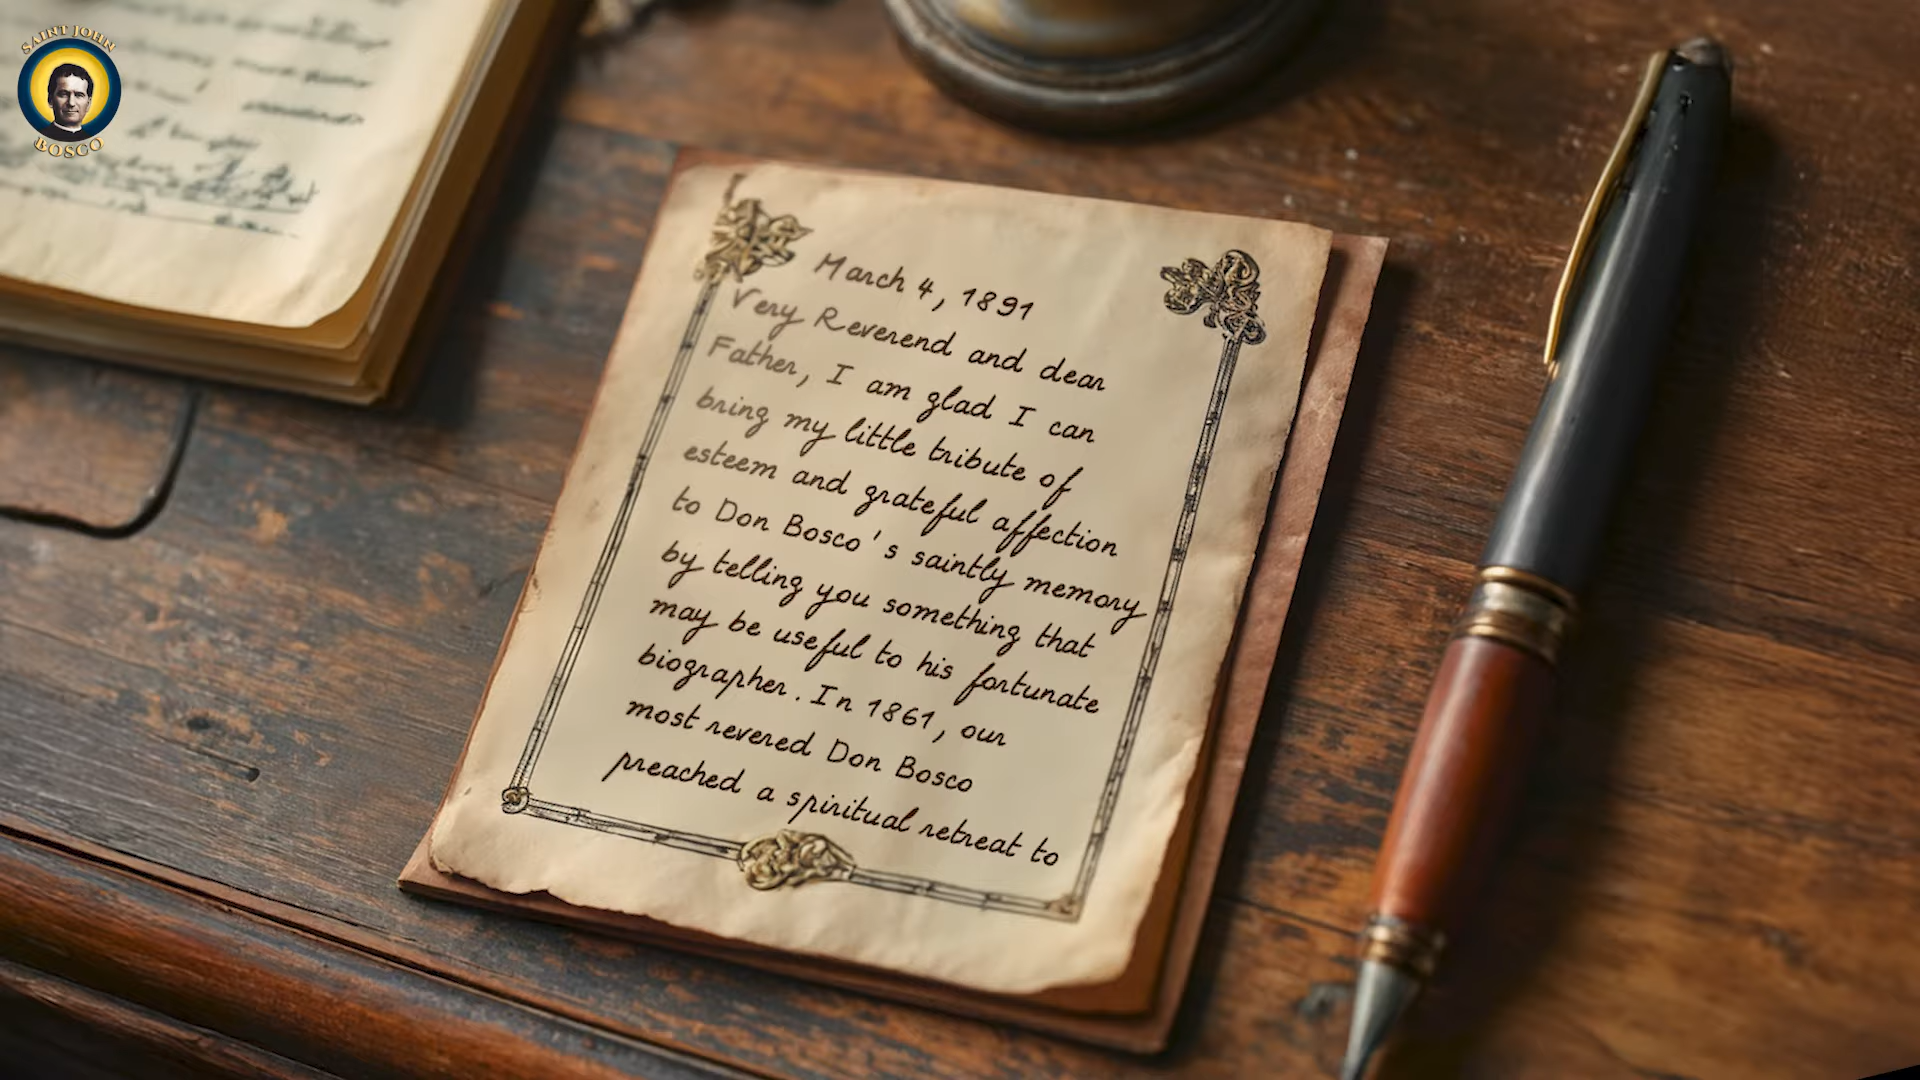 SAINT JOHN
BOSCO
March 4, 1891
Very Reverend and dear
Father, I am glad I can
bring my little tribute of
esteem and grateful affection
to Don Bosco's saintly memory
by telling you something that
may be useful to his fortunate
biographer. In 1861, our
most revered Don Bosco
preached a spiritual retreat to